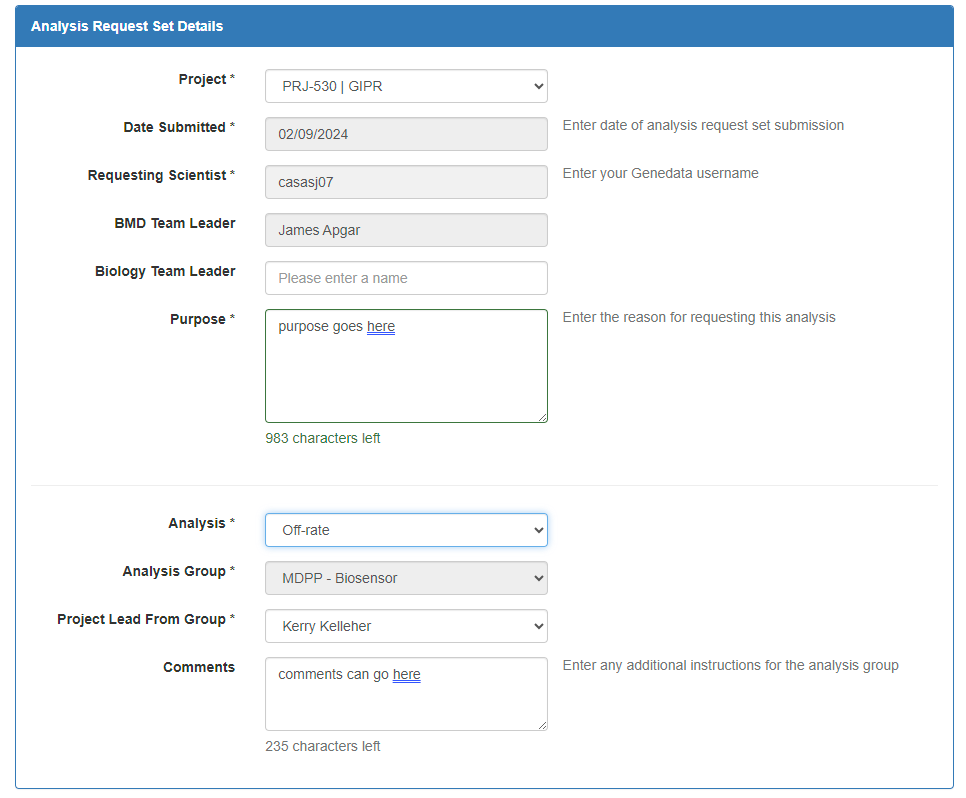 Analysis Request Set Details
Project *
PRJ-530 | GIPR
Date Submitted *
02/09/2024
Enter date of analysis request set submission
Requesting Scientist *
casasj07
Enter your Genedata username
BMD Team Leader
James Apgar
Biology Team Leader
Please enter a name
Purpose *
purpose goes here
Enter the reason for requesting this analysis
983 characters left
Analysis *
Off-rate
Analysis Group *
MDPP - Biosensor
Project Lead From Group *
Kerry Kelleher
Comments
comments can go here
Enter any additional instructions for the analysis group
235 characters left